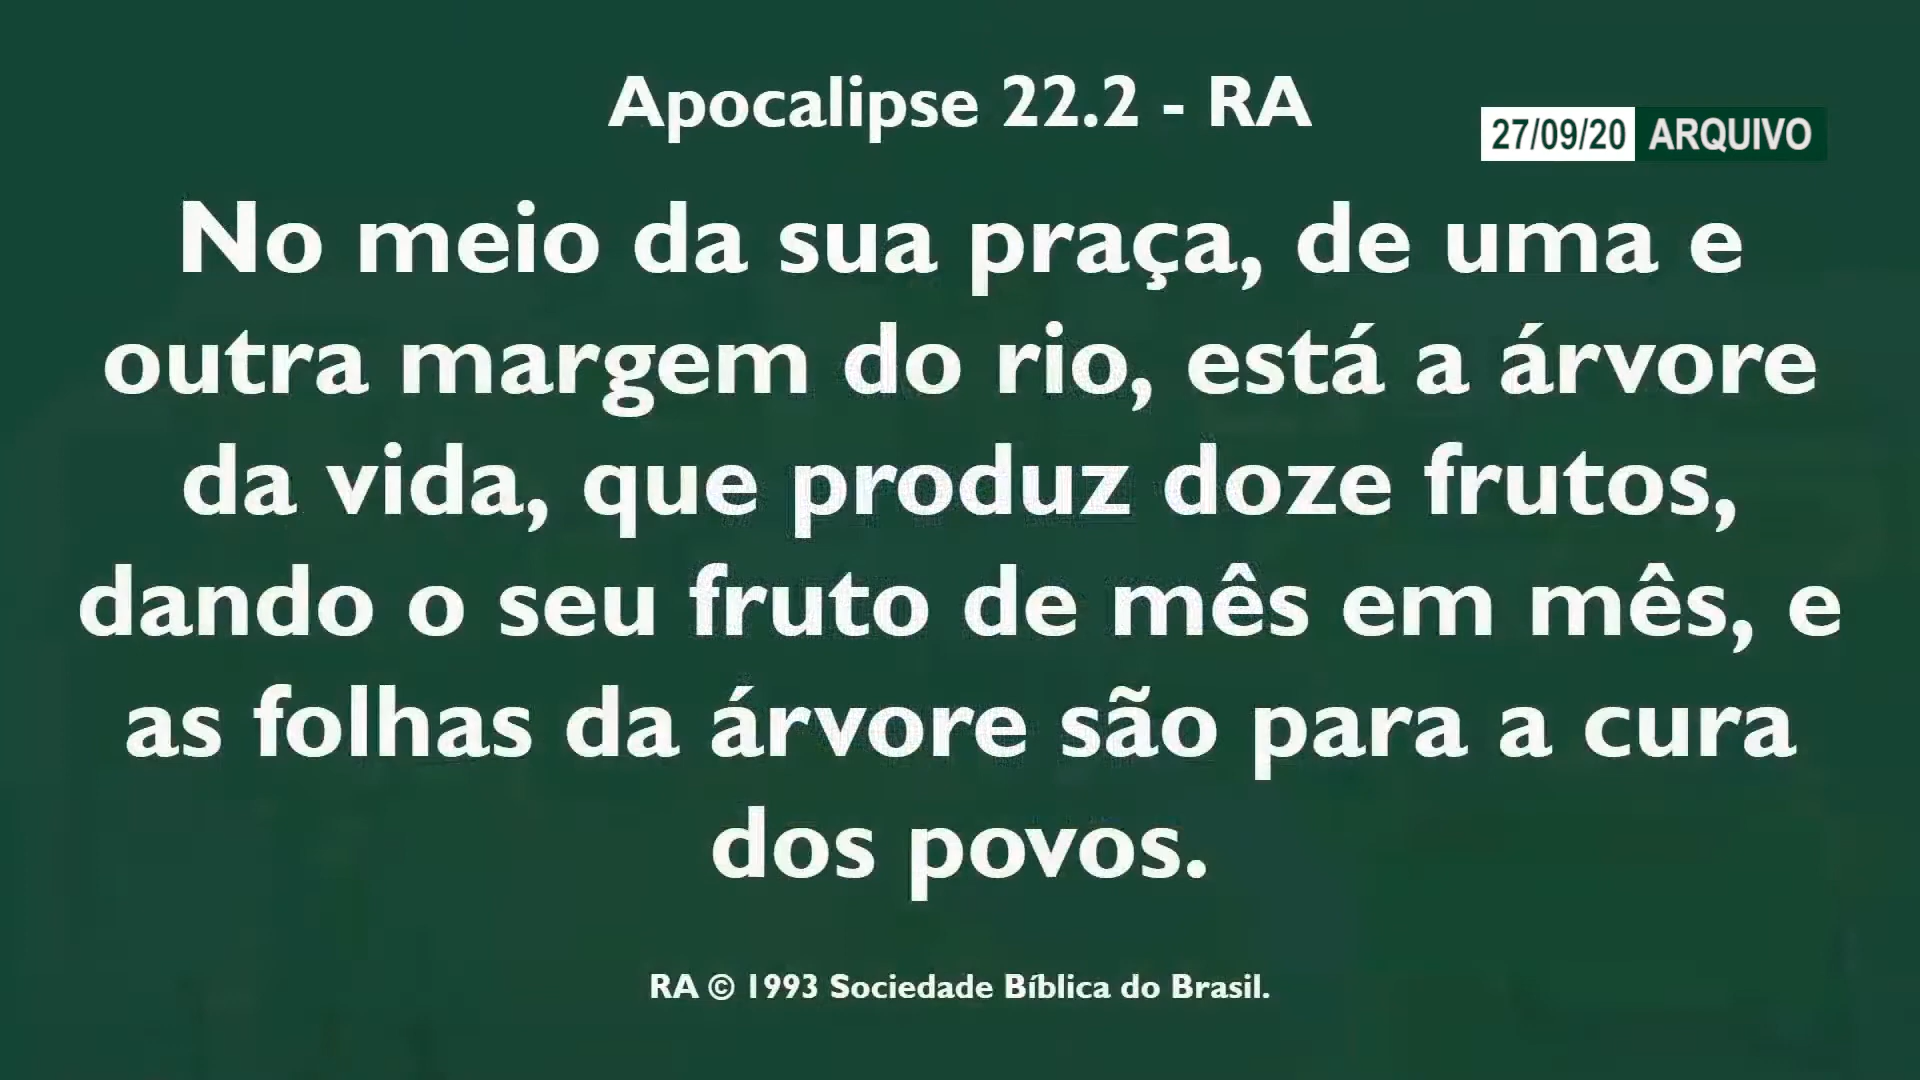 Apocalipse 22.2 - RA
27/09/20 ARQUIVO
No meio da sua praça, de uma e
outra margem do rio, está a árvore
da vida, que produz doze frutos,
dando o seu fruto de mês em mês, e
as folhas da árvore são para a cura
dos povos.
RA © 1993 Sociedade Bíblica do Brasil.